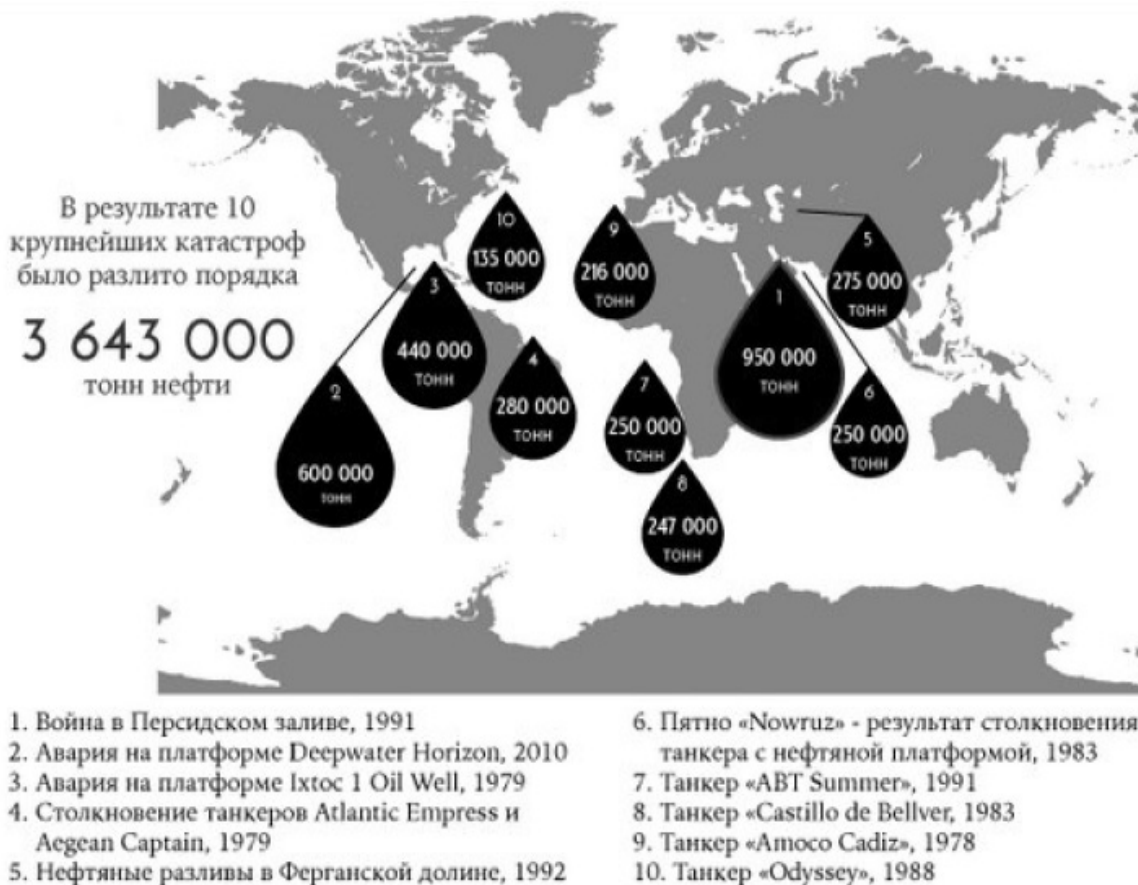 В результате 10
крупнейших катастроф
было разлито порядка
3 643 000
тонн нефти
10
135 000
тонн
9
216 000
тонн
5
275 000
тонн
3
440 000
тонн
1
950 000
тонн
4
280 000
тонн
7
250 000
тонн
2
600 000
тонн
6
250 000
тонн
8
247 000
тонн
1. Война в Персидском заливе, 1991
2. Авария на платформе Deepwater Horizon, 2010
3. Авария на платформе Ixtoc 1 Oil Well, 1979
4. Столкновение танкеров Atlantic Empress и
Aegean Captain, 1979
5. Нефтяные разливы в Ферганской долине, 1992
6. Пятно «Nowruz» - результат столкновения
танкера с нефтяной платформой, 1983
7. Танкер «ABT Summer», 1991
8. Танкер «Castillo de Bellver, 1983
9. Танкер «Amoco Cadiz», 1978
10. Танкер «Odyssey», 1988